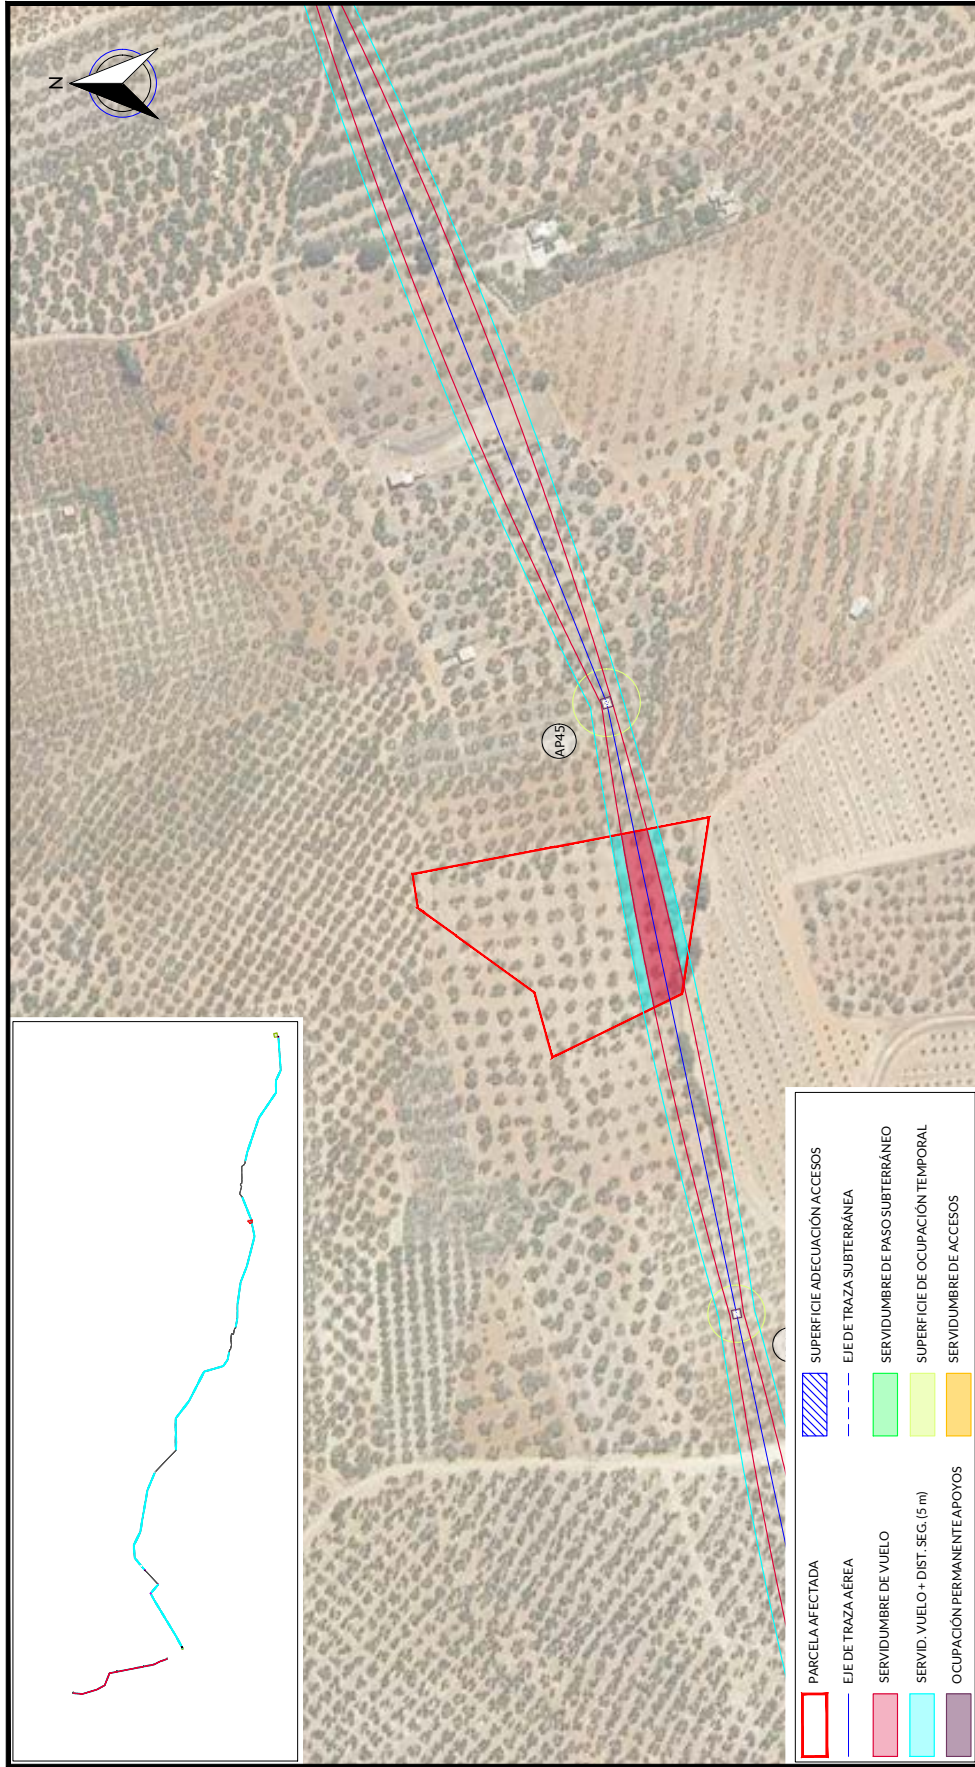 N
AP45
PARCELA AFECTADA
EJE DE TRAZA AÉREA
SERVIDUMBRE DE VUELO
SERVID. VUELO + DIST. SEG. (5 m)
OCUPACIÓN PERMANENTE APOYOS
SUPERFICIE ADECUACIÓN ACCESOS
EJE DE TRAZA SUBTERRÁNEA
SERVIDUMBRE DE PASO SUBTERRÁNEO
SUPERFICIE DE OCUPACIÓN TEMPORAL
SERVIDUMBRE DE ACCESOS